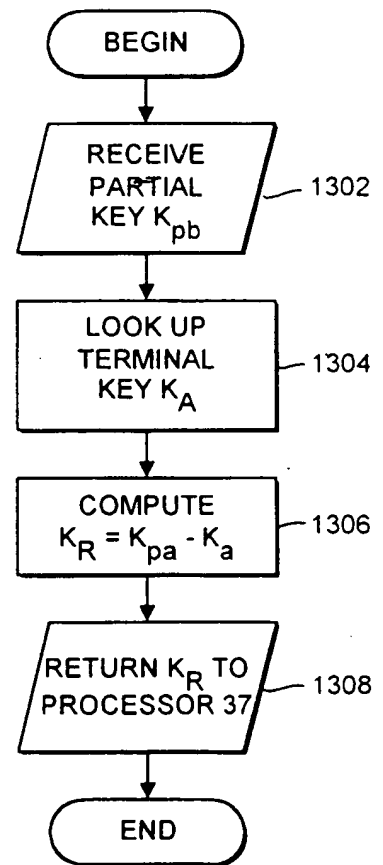 BEGIN
RECEIVE
PARTIAL
KEY K_pb
1302
LOOK UP
TERMINAL
KEY K_A
1304
COMPUTE
K_R = K_pa - K_a
1306
RETURN K_R TO
PROCESSOR 37
1308
END